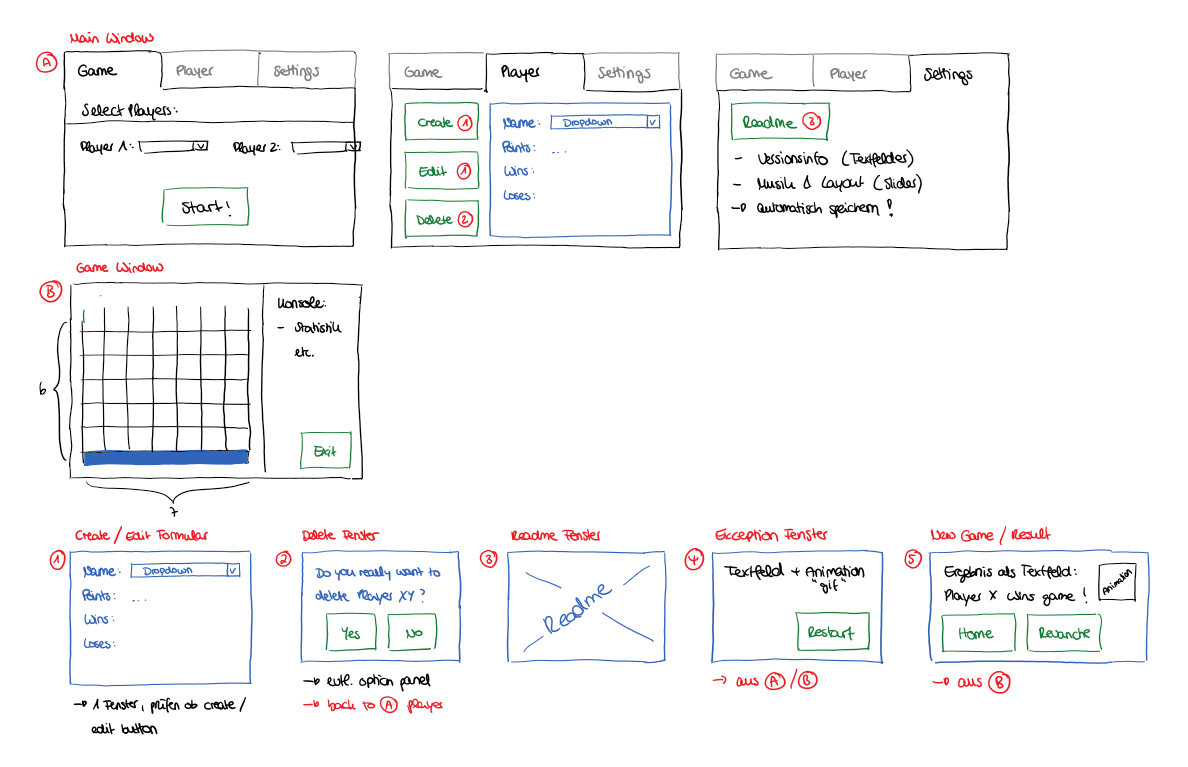 Main Window
A
Game Player Settings
Select Players:
Player 1: Player 2:
Start!
Game Player Settings
Create 1
Edit 1
Delete 2
Name: Dropdown
Points: ...
Wins:
Loses:
Game Player Settings
Readme 3
- Versionsinfo (Textfelder)
- Musik & Layout (Slider)
→ automatisch speichern!
Game Window
B
6
7
Konsole:
- Statistik
etc.
Exit
Create / Edit Formular
1
Name: Dropdown
Points: ...
Wins:
Loses:
→ 1 Fenster, prüfen ob create /
edit button
Delete Fenster
2
Do you really want to
delete Player XY?
Yes No
→ evtl. option panel
→ back to A player
Readme Fenster
3
Readme
Exception Fenster
4
Textfeld + Animation
"gif"
Restart
→ aus A / B
New Game / Result
5
Ergebnis als Textfeld:
Player X wins game!
Animation
Home Revanche
→ aus B